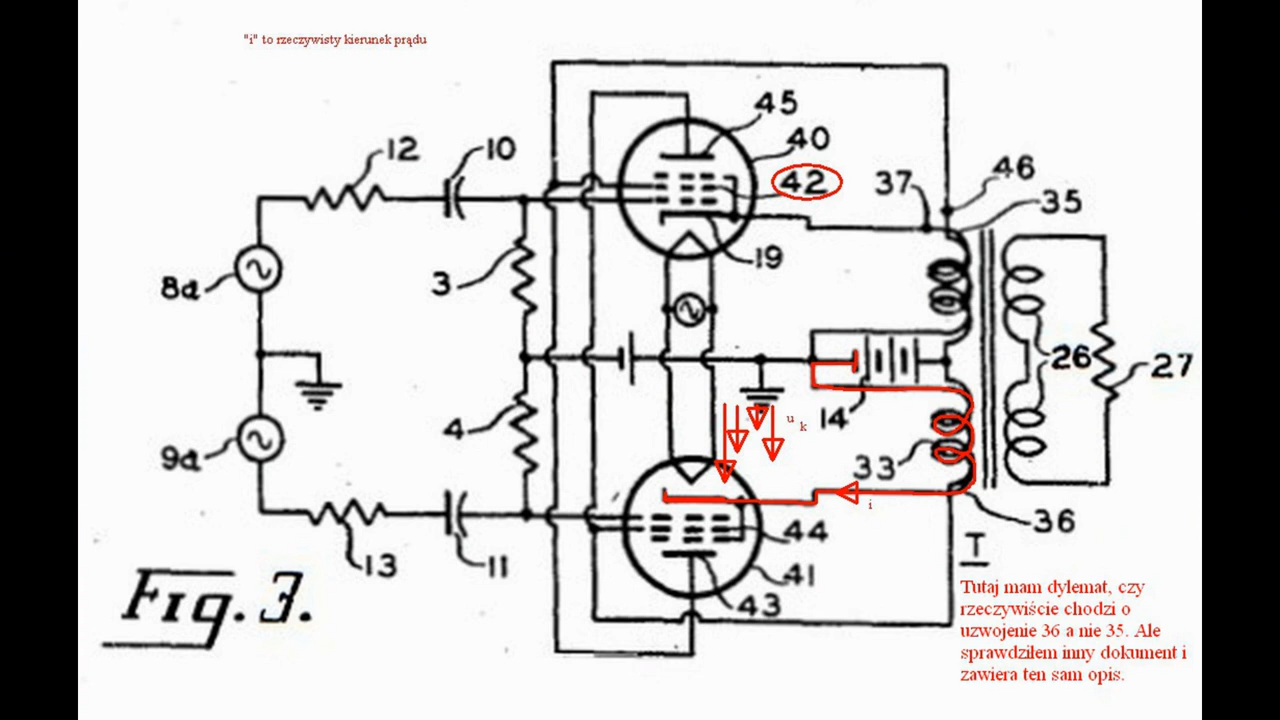 "i" to rzeczywisty kierunek prądu
45
40
12
10
42
37
46
35
3
19
8a
26
27
14
u k
4
33
9a
i
36
44
13
11
41
43
T
Fig. 3.
Tutaj mam dylemat, czy
rzeczywiście chodzi o
uzwojenie 36 a nie 35. Ale
sprawdziłem inny dokument i
zawiera ten sam opis.